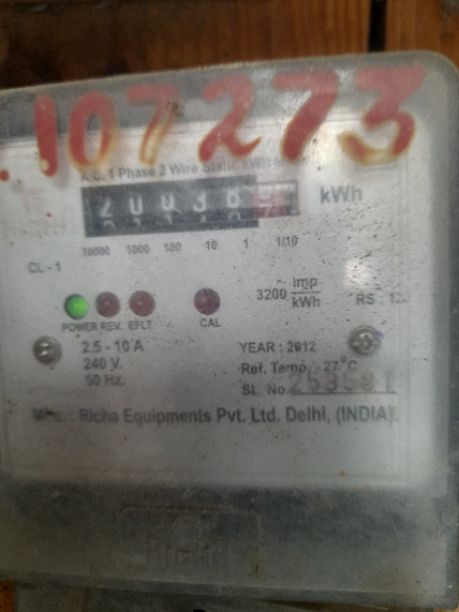 107273
A.C. 1 Phase 2 Wire Static
kWh
10000 1000 100 10 1 1/10
CL - 1
3200 imp/kWh
RS : 12
POWER REV. EFLT CAL
2.5 - 10 A
240 V.
50 Hz.
YEAR : 2012
Ref. Temp. - 27°C
SL No.
Richa Equipments Pvt. Ltd. Delhi, (INDIA)